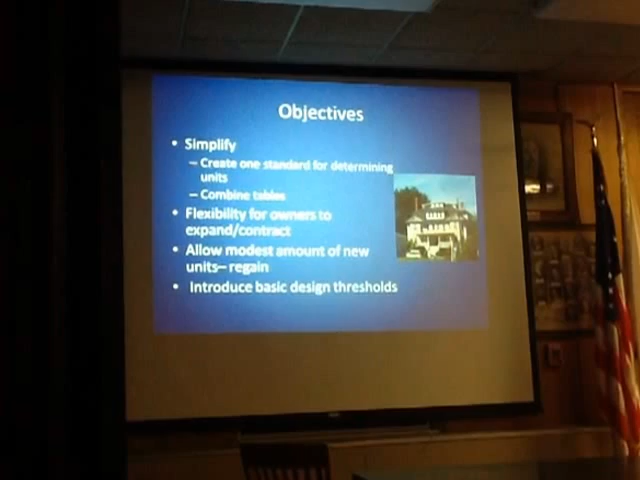 Objectives
• Simplify
– Create one standard for determining
units
– Combine tables
• Flexibility for owners to
expand/contract
• Allow modest amount of new
units– regain
• Introduce basic design thresholds